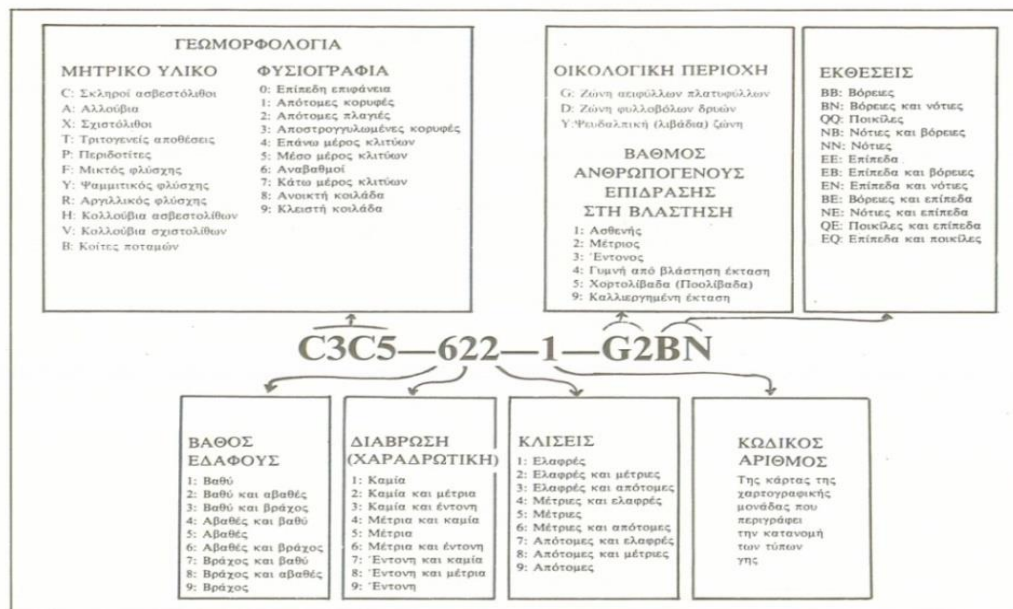 ΓΕΩΜΟΡΦΟΛΟΓΙΑ
ΜΗΤΡΙΚΟ ΥΛΙΚΟ
C: Σκληροί ασβεστόλιθοι
A: Αλλούβια
X: Σχιστόλιθοι
T: Τριτογενείς αποθέσεις
P: Περιδοτίτες
F: Μικτός φλύσχης
Y: Ψαμμιτικός φλύσχης
R: Αργιλλικός φλύσχης
H: Κολλούβια ασβεστολίθων
V: Κολλούβια σχιστολίθων
B: Κοίτες ποταμών
ΦΥΣΙΟΓΡΑΦΙΑ
0: Επίπεδη επιφάνεια
1: Απότομες κορυφές
2: Απότομες πλαγιές
3: Αποστρογγυλωμένες κορυφές
4: Επάνω μέρος κλιτύων
5: Μέσο μέρος κλιτύων
6: Αναβαθμοί
7: Κάτω μέρος κλιτύων
8: Ανοικτή κοιλάδα
9: Κλειστή κοιλάδα
ΟΙΚΟΛΟΓΙΚΗ ΠΕΡΙΟΧΗ
G: Ζώνη αειφύλλων πλατυφύλλων
D: Ζώνη φυλλοβόλων δρυών
Y: Ψευδαλπική (λιβάδια) ζώνη
ΒΑΘΜΟΣ
ΑΝΘΡΩΠΟΓΕΝΟΥΣ
ΕΠΙΔΡΑΣΗΣ
ΣΤΗ ΒΛΑΣΤΗΣΗ
1: Ασθενής
2: Μέτριος
3: Έντονος
4: Γυμνή από βλάστηση έκταση
5: Χορτολίβαδα (Ποολίβαδα)
9: Καλλιεργημένη έκταση
ΕΚΘΕΣΕΙΣ
BB: Βόρειες
BN: Βόρειες και νότιες
QQ: Ποικίλες
NB: Νότιες και βόρειες
NN: Νότιες
EE: Επίπεδα
EB: Επίπεδα και βόρειες
EN: Επίπεδα και νότιες
BE: Βόρειες και επίπεδα
NE: Νότιες και επίπεδα
QE: Ποικίλες και επίπεδα
EQ: Επίπεδα και ποικίλες
C3C5—622—1—G2BN
ΒΑΘΟΣ
ΕΔΑΦΟΥΣ
1: Βαθύ
2: Βαθύ και αβαθές
3: Βαθύ και βράχος
4: Αβαθές και βαθύ
5: Αβαθές
6: Αβαθές και βράχος
7: Βράχος και βαθύ
8: Βράχος και αβαθές
9: Βράχος
ΔΙΑΒΡΩΣΗ
(ΧΑΡΑΔΡΩΤΙΚΗ)
1: Καμία
2: Καμία και μέτρια
3: Καμία και έντονη
4: Μέτρια και καμία
5: Μέτρια
6: Μέτρια και έντονη
7: Έντονη και καμία
8: Έντονη και μέτρια
9: Έντονη
ΚΛΙΣΕΙΣ
1: Ελαφρές
2: Ελαφρές και μέτριες
3: Ελαφρές και απότομες
4: Μέτριες και ελαφρές
5: Μέτριες
6: Μέτριες και απότομες
7: Απότομες και ελαφρές
8: Απότομες και μέτριες
9: Απότομες
ΚΩΔΙΚΟΣ
ΑΡΙΘΜΟΣ
Της κάρτας της
χαρτογραφικής
μονάδας που
περιγράφει
την κατανομή
των τύπων
γης